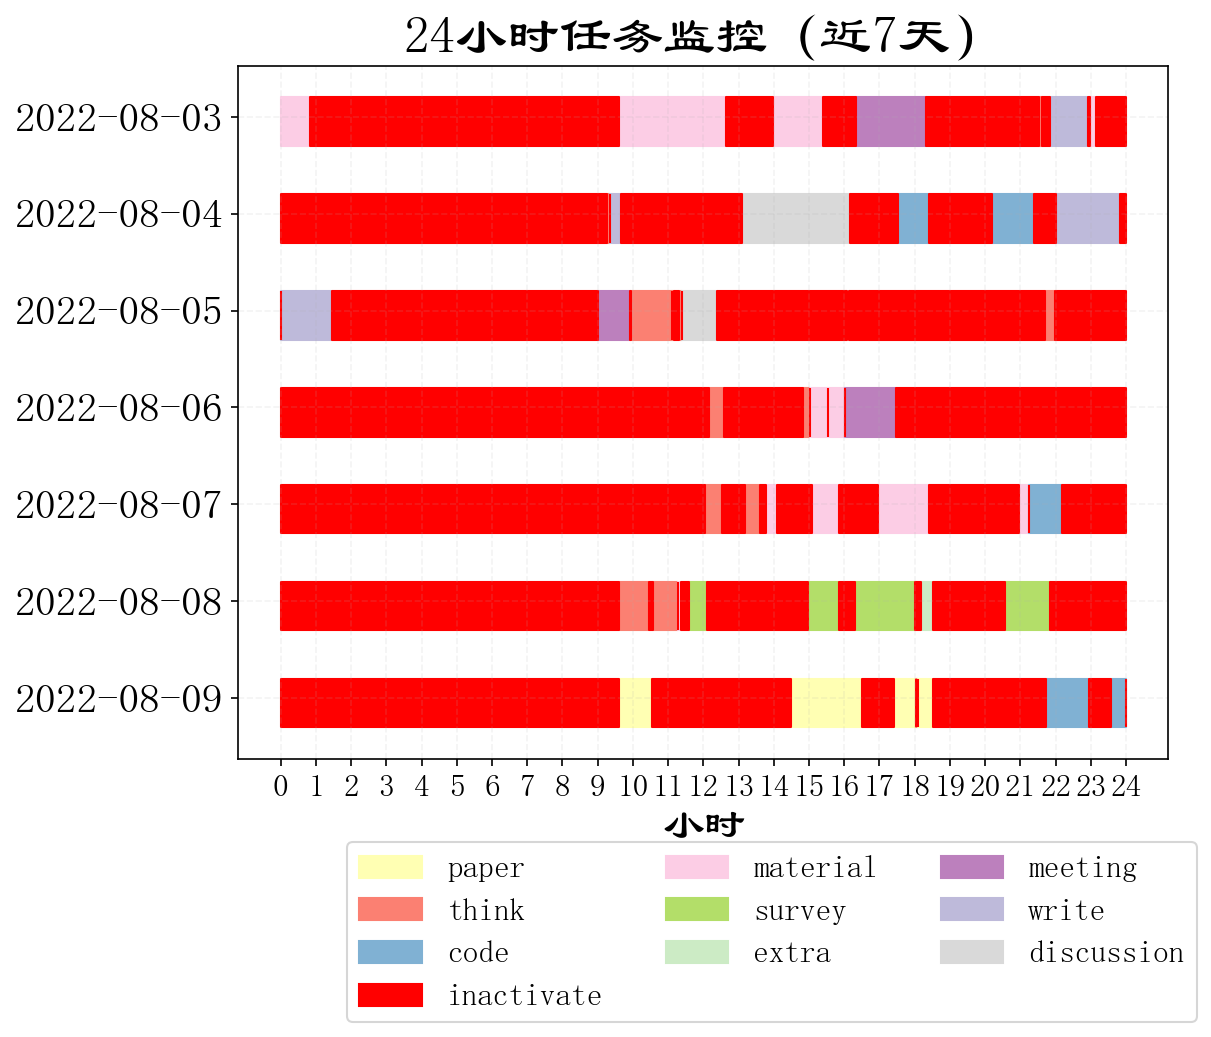 24小时任务监控 (近7天)
2022-08-03
2022-08-04
2022-08-05
2022-08-06
2022-08-07
2022-08-08
2022-08-09
0 1 2 3 4 5 6 7 8 9 10 11 12 13 14 15 16 17 18 19 20 21 22 23 24
小时
paper material meeting
think survey write
code extra discussion
inactivate